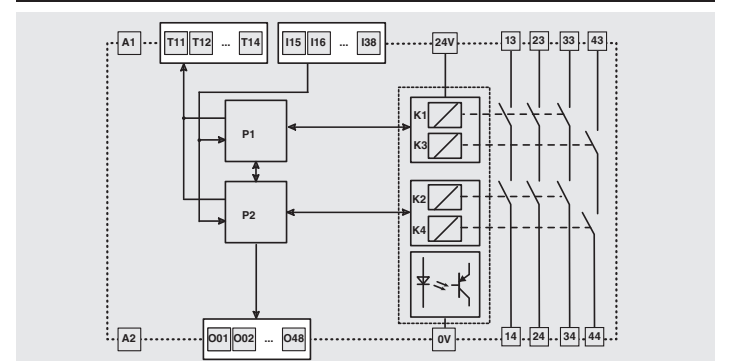 A1 T11 T12 ... T14 I15 I16 ... I38 24V 13 23 33 43
P1 K1
K3
P2 K2
K4
A2 O01 O02 ... O48 0V 14 24 34 44